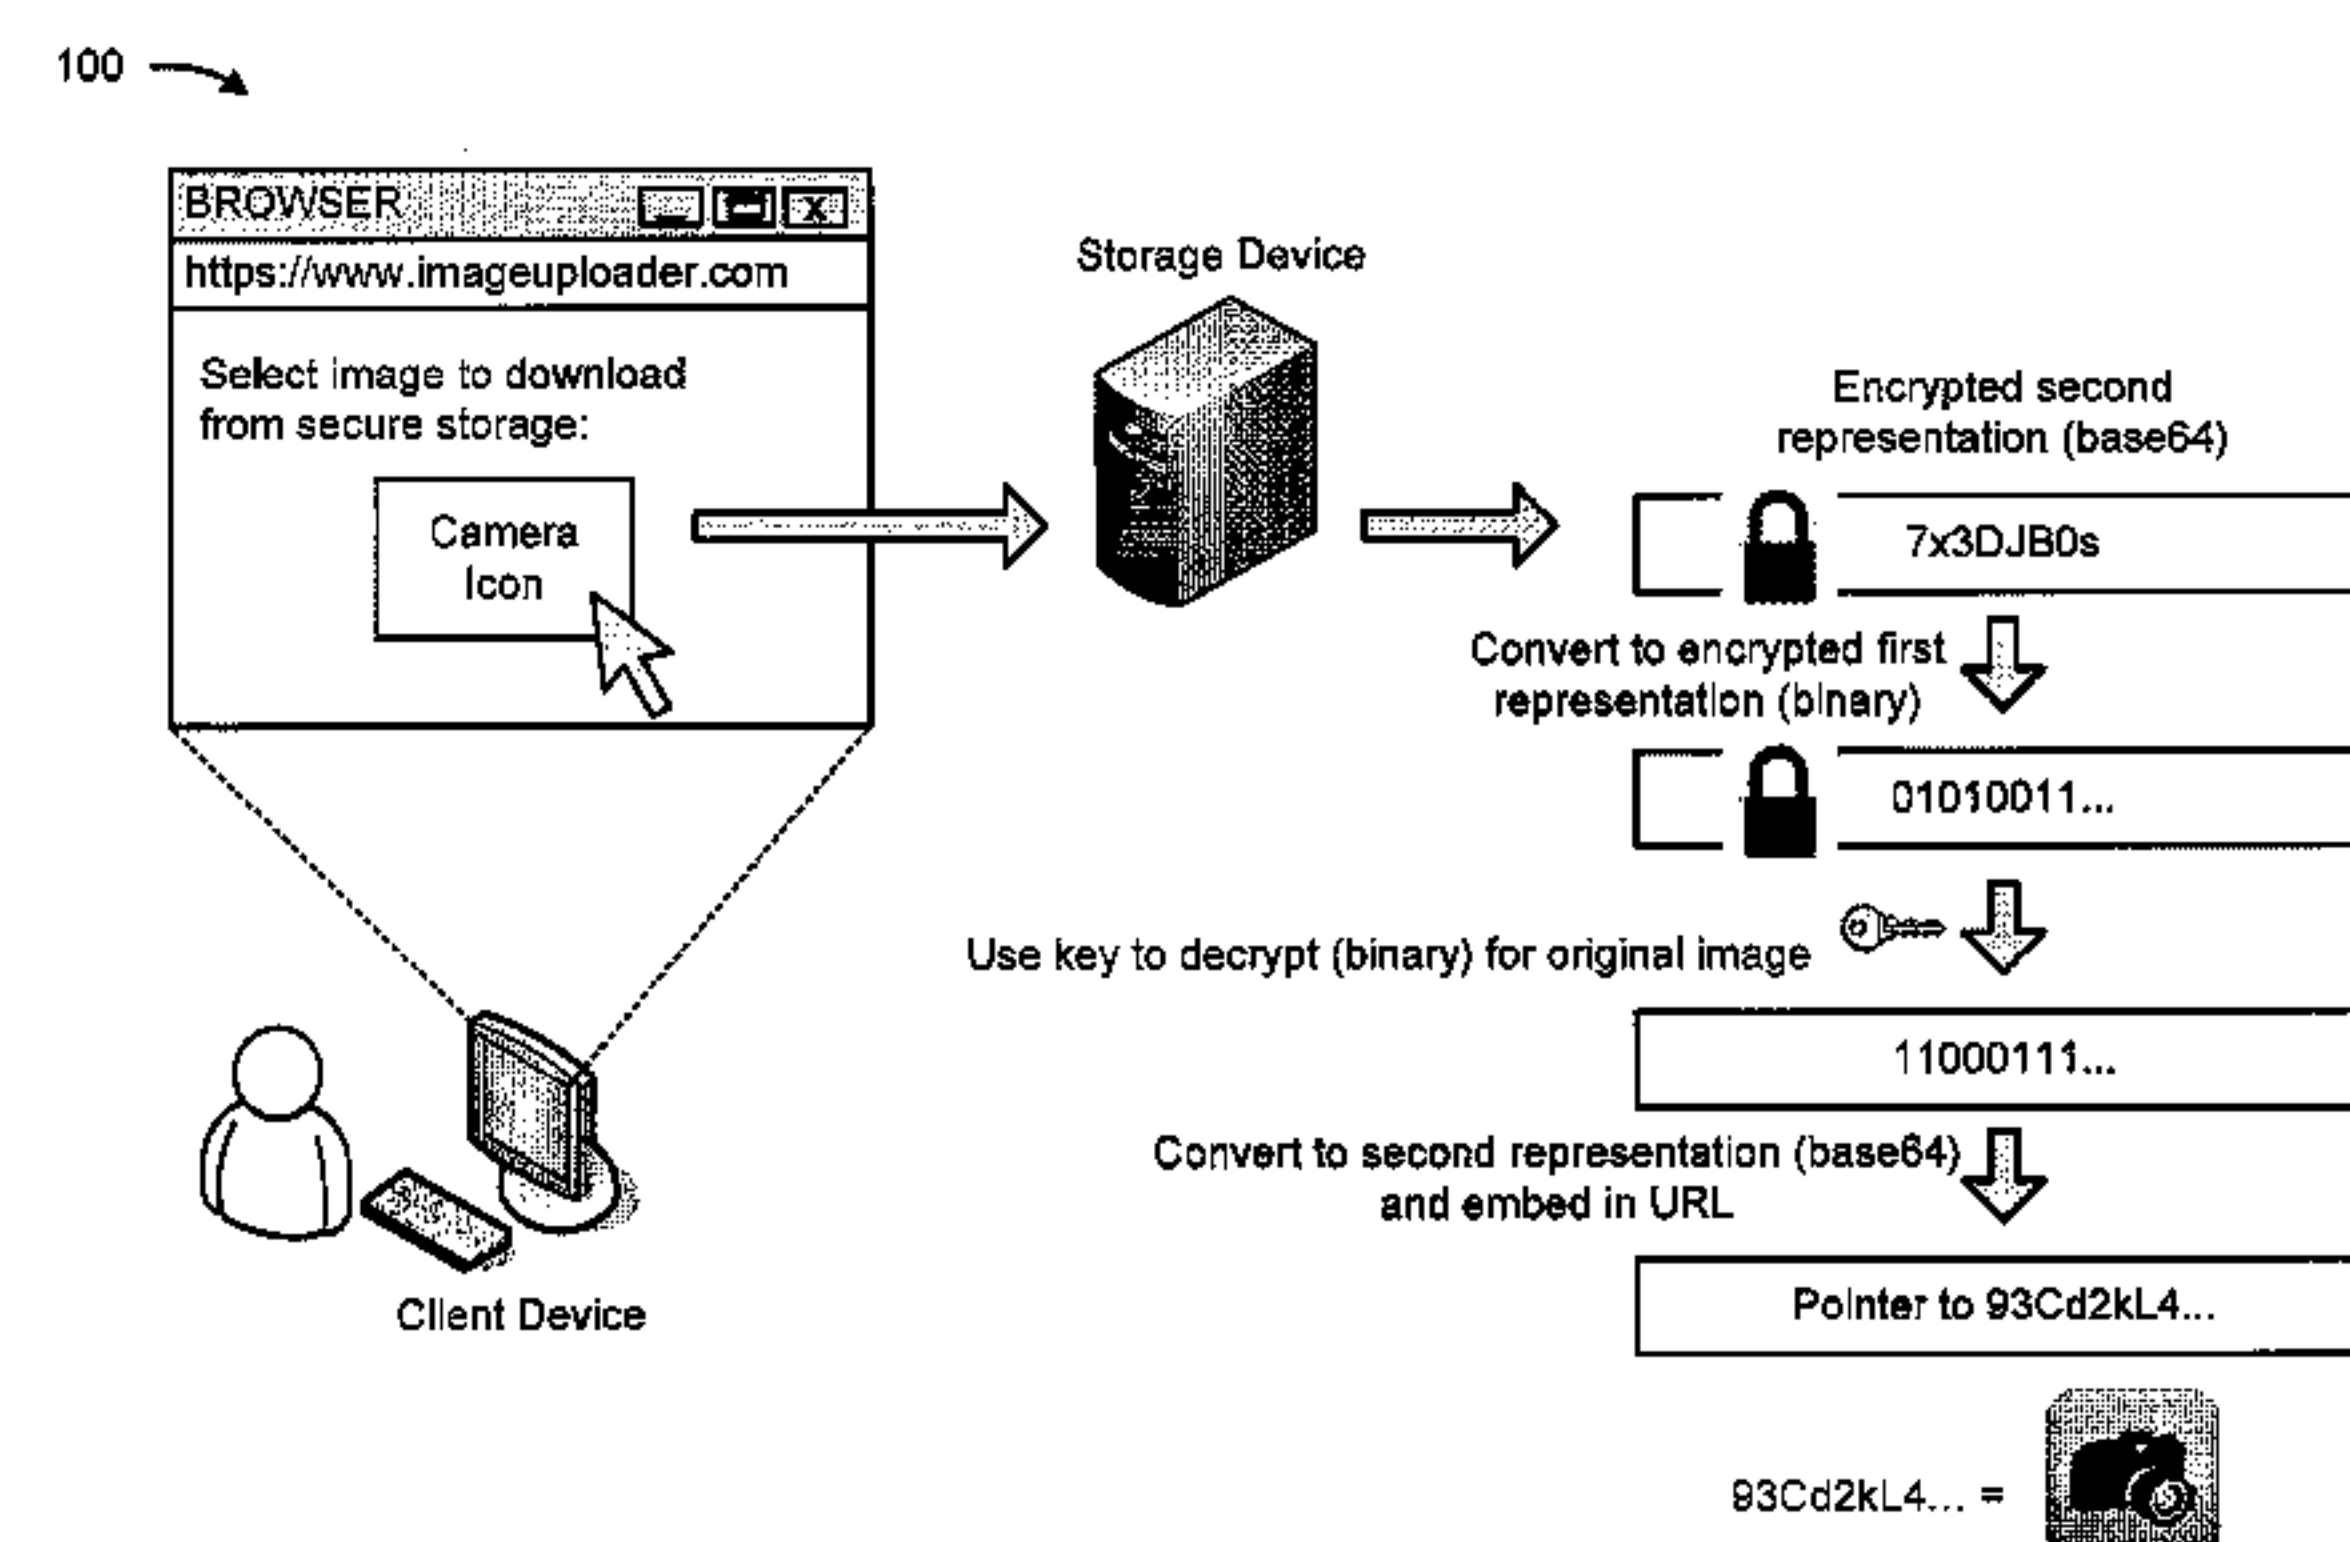 100
BROWSER
X
https://www.imageuploader.com
Select image to download
from secure storage:
Camera
Icon
Storage Device
Encrypted second
representation (base64)
7x3DJB0s
Convert to encrypted first
representation (binary)
01010011...
Use key to decrypt (binary) for original image
11000111...
Convert to second representation (base64)
and embed in URL
Pointer to 93Cd2kL4...
93Cd2kL4... =
Client Device